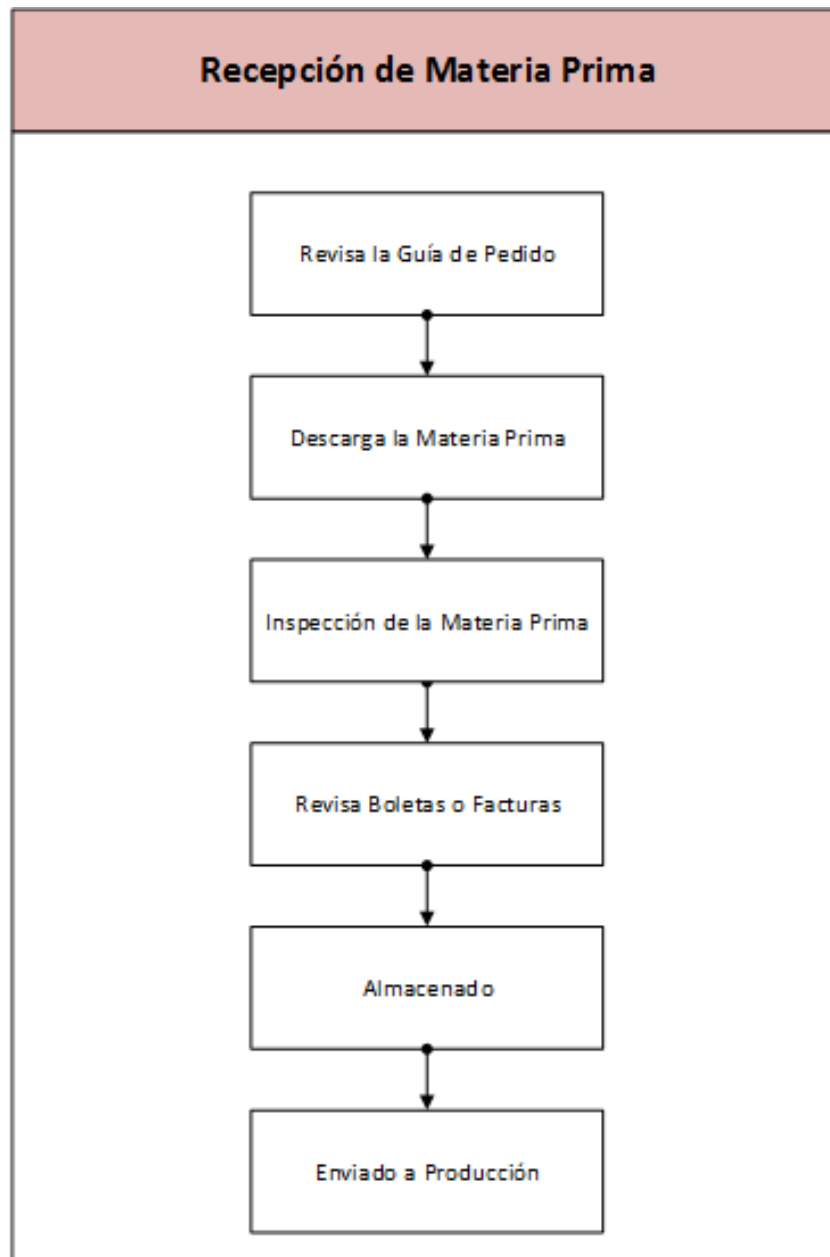 Recepción de Materia Prima
Revisa la Guía de Pedido
Descarga la Materia Prima
Inspección de la Materia Prima
Revisa Boletas o Facturas
Almacenado
Enviado a Producción